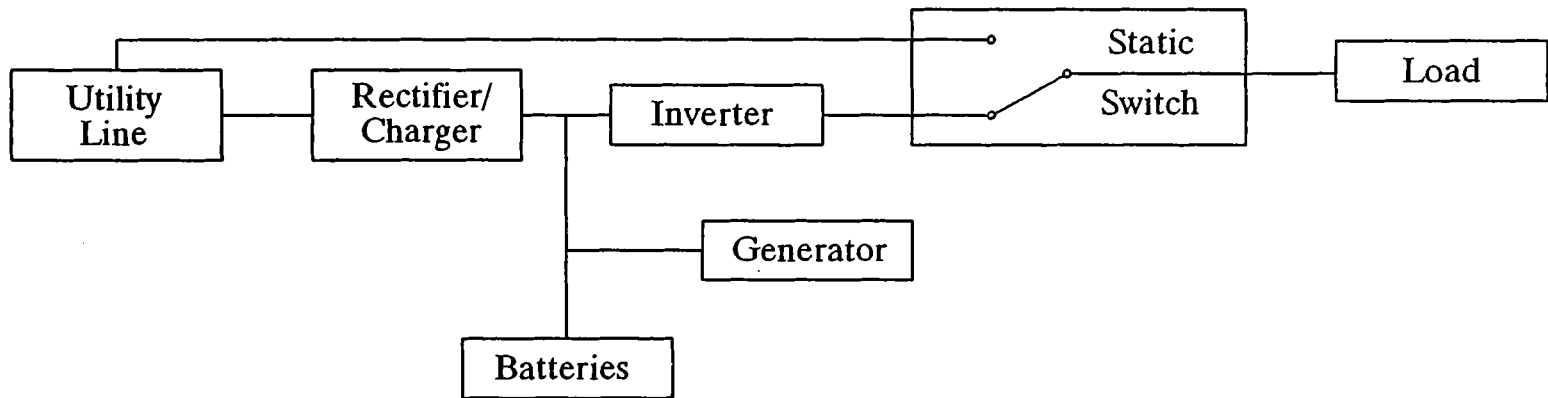 Utility
Line
Rectifier/
Charger
Inverter
Static
Switch
Load
Generator
Batteries